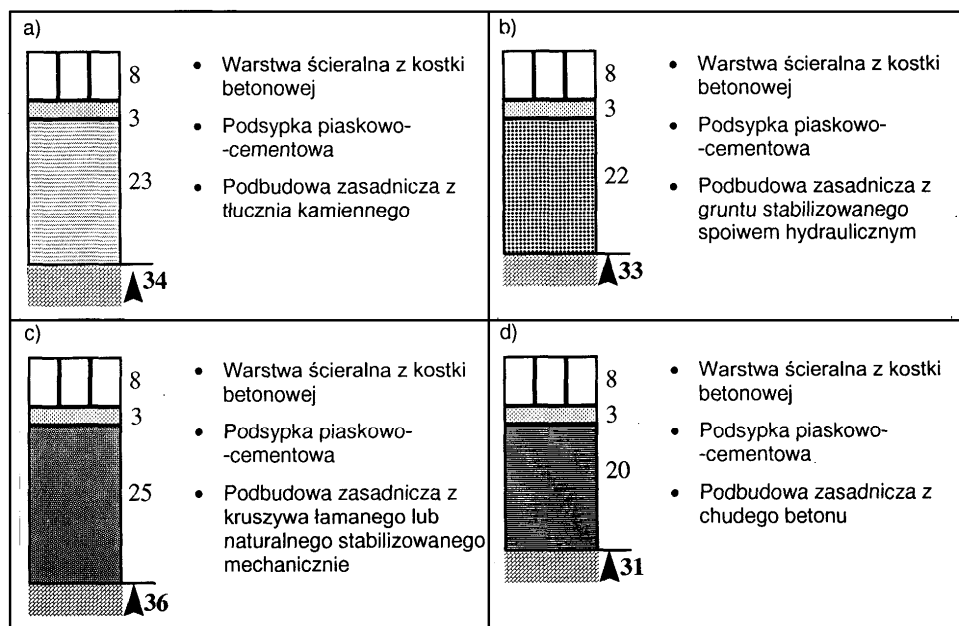 a)
8
3
23
34
• Warstwa ścieralna z kostki
betonowej
• Podsypka piaskowo-
-cementowa
• Podbudowa zasadnicza z
tłucznia kamiennego
b)
8
3
22
33
• Warstwa ścieralna z kostki
betonowej
• Podsypka piaskowo-
-cementowa
• Podbudowa zasadnicza z
gruntu stabilizowanego
spoiwem hydraulicznym
c)
8
3
25
36
• Warstwa ścieralna z kostki
betonowej
• Podsypka piaskowo-
-cementowa
• Podbudowa zasadnicza z
kruszywa łamanego lub
naturalnego stabilizowanego
mechanicznie
d)
8
3
20
31
• Warstwa ścieralna z kostki
betonowej
• Podsypka piaskowo-
-cementowa
• Podbudowa zasadnicza z
chudego betonu